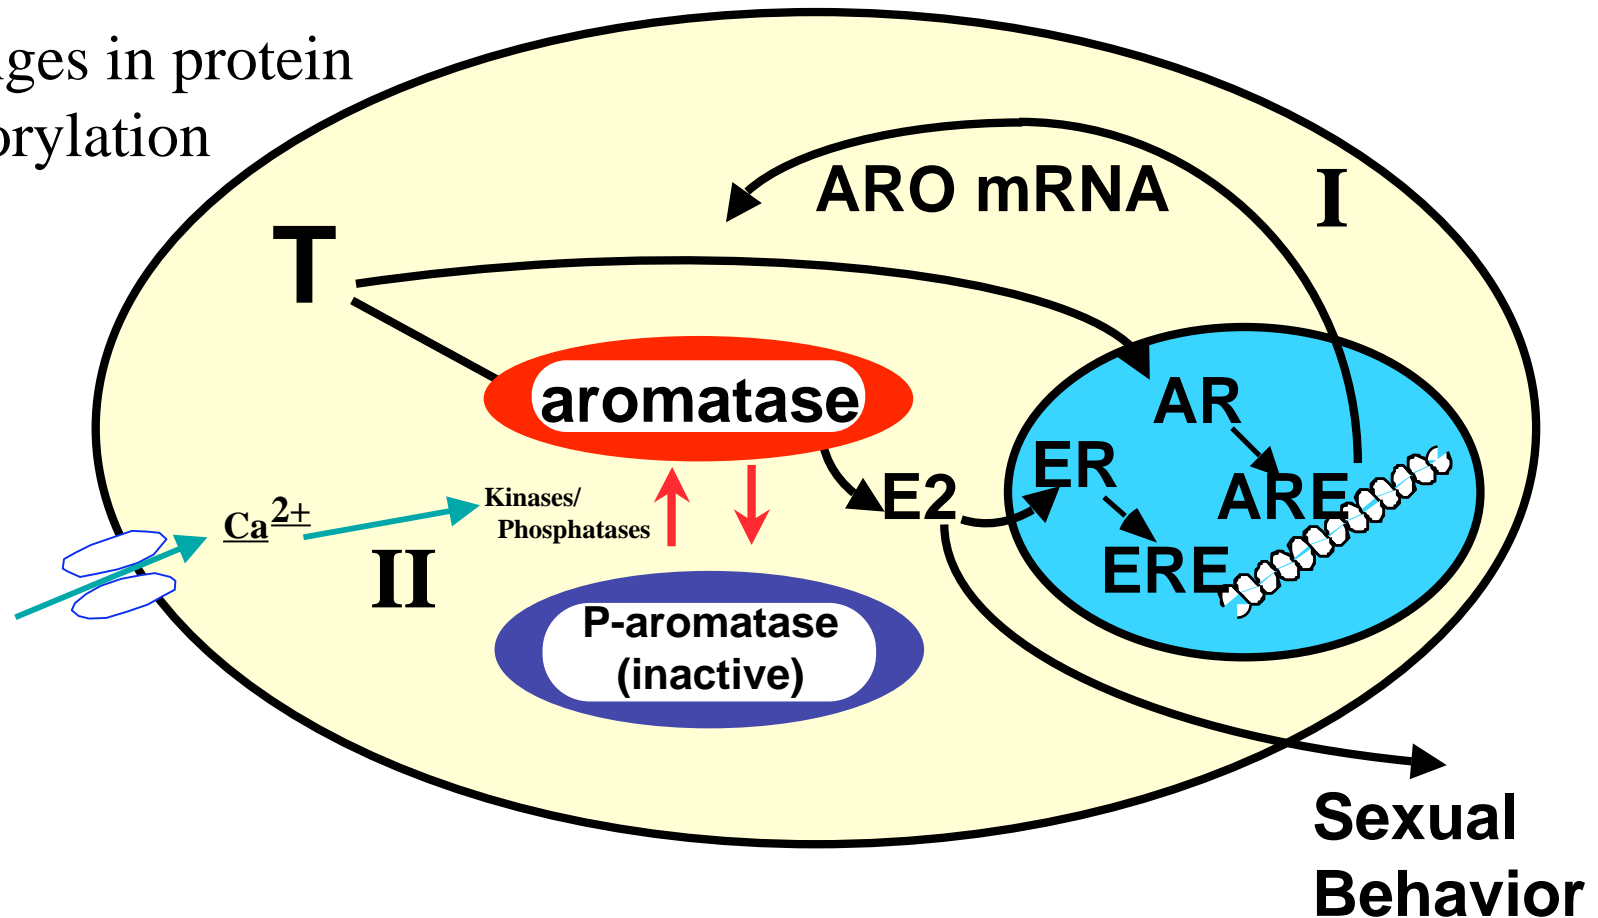 ges in protein
orylation
ARO mRNA
I
T
aromatase
AR
ER
ARE
E2
Kinases/
Phosphatases
Ca2+
II
ERE
P-aromatase
(inactive)
Sexual
Behavior